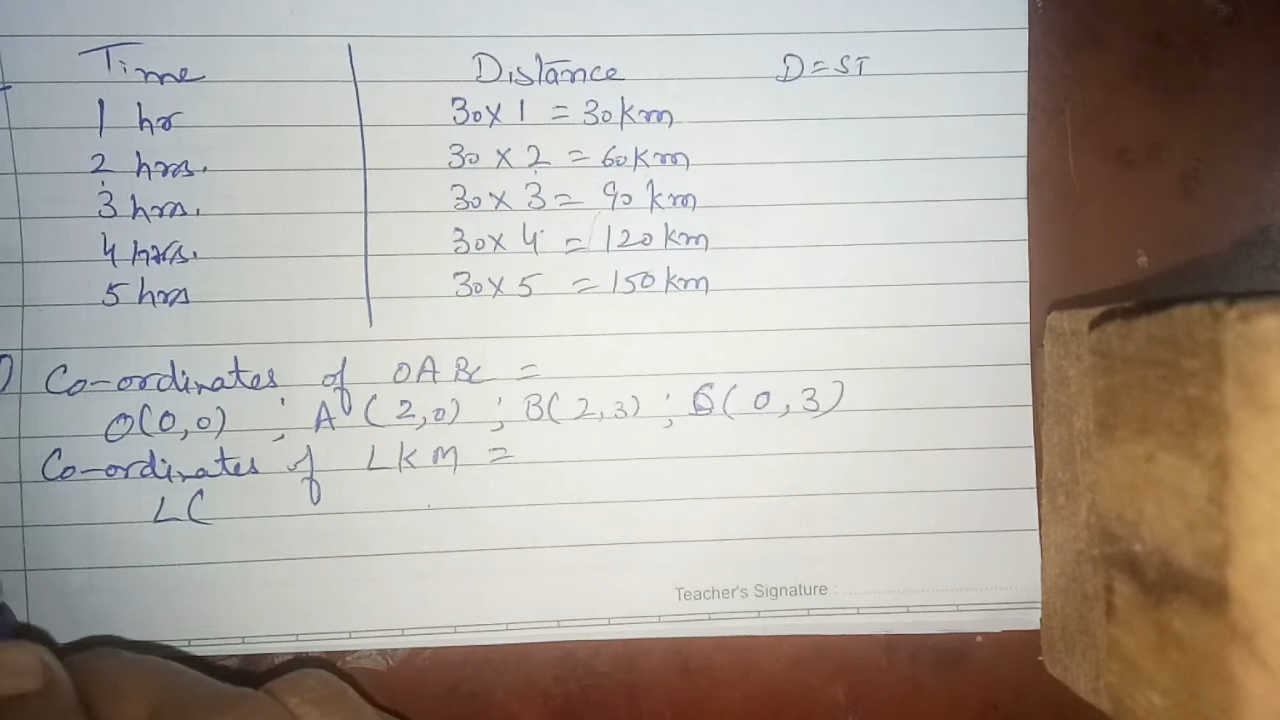 Time Distance D=ST
1 hr 30×1 = 30km
2 hrs. 30×2 = 60km
3 hrs. 30×3 = 90 km
4 hrs. 30×4 = 120 km
5 hrs 30×5 = 150 km
Co-ordinates of OABC =
O(0,0) ; A (2,0) ; B(2,3) ; C(0,3)
Co-ordinates of LKM =
L(
Teacher's Signature :